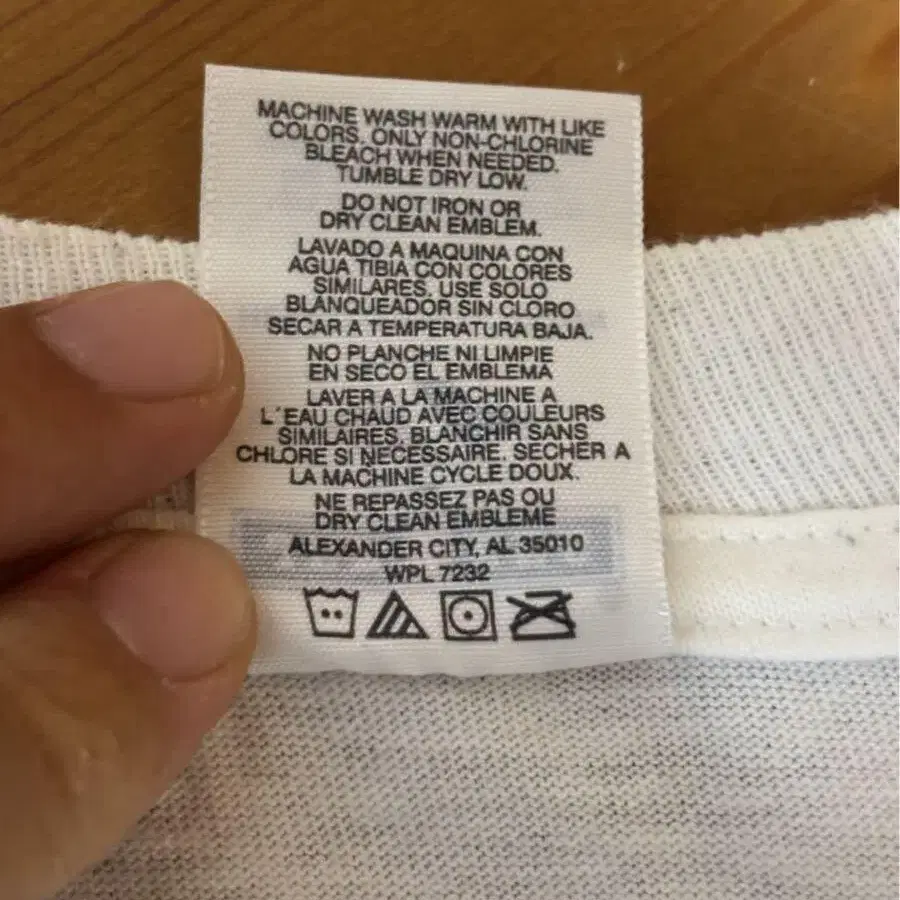 MACHINE WASH WARM WITH LIKE
COLORS. ONLY NON-CHLORINE
BLEACH WHEN NEEDED.
TUMBLE DRY LOW.
DO NOT IRON OR
DRY CLEAN EMBLEM.
LAVADO A MAQUINA CON
AGUA TIBIA CON COLORES
SIMILARES. USE SOLO
BLANQUEADOR SIN CLORO
SECAR A TEMPERATURA BAJA.
NO PLANCHE NI LIMPIE
EN SECO EL EMBLEMA
LAVER A LA MACHINE A
L'EAU CHAUD AVEC COULEURS
SIMILAIRES. BLANCHIR SANS
CHLORE SI NECESSAIRE. SECHER A
LA MACHINE CYCLE DOUX.
NE REPASSEZ PAS OU
DRY CLEAN EMBLEME
ALEXANDER CITY, AL 35010
WPL 7232